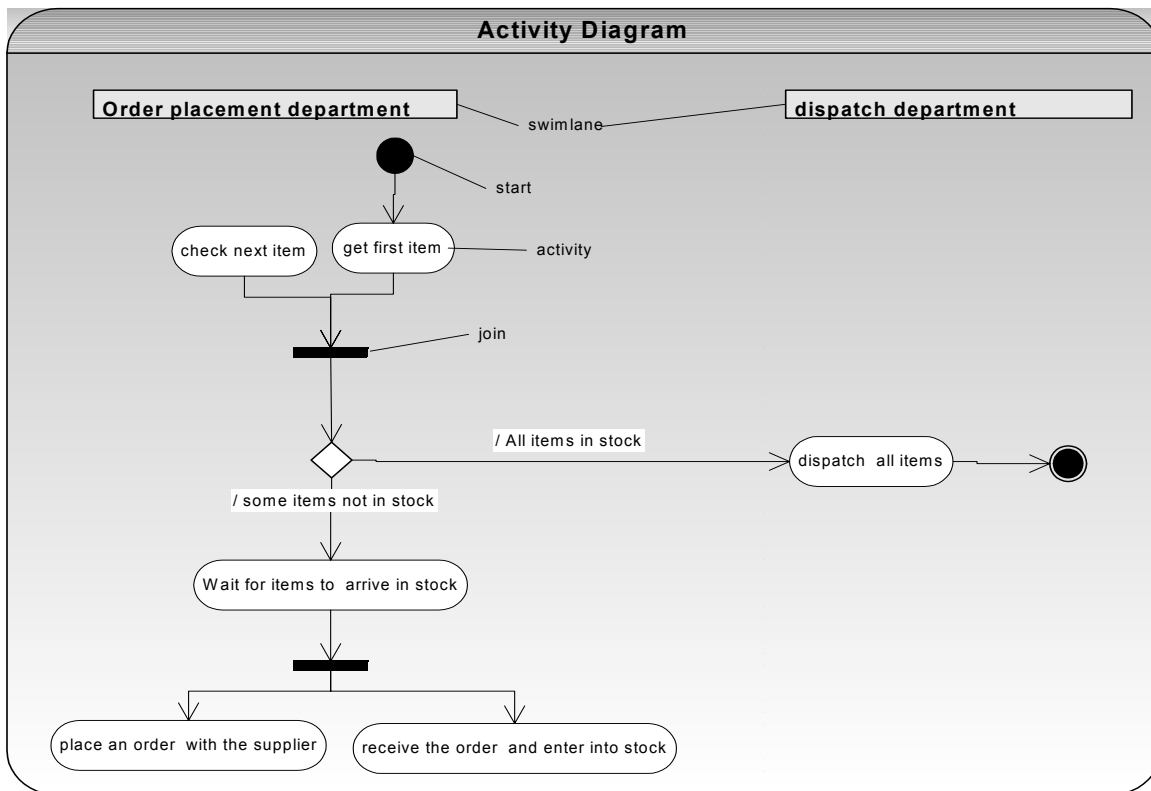 Activity Diagram
Order placement department
dispatch department
swimlane
start
check next item
get first item
activity
join
/ All items in stock
dispatch all items
/ some items not in stock
Wait for items to arrive in stock
place an order with the supplier
receive the order and enter into stock